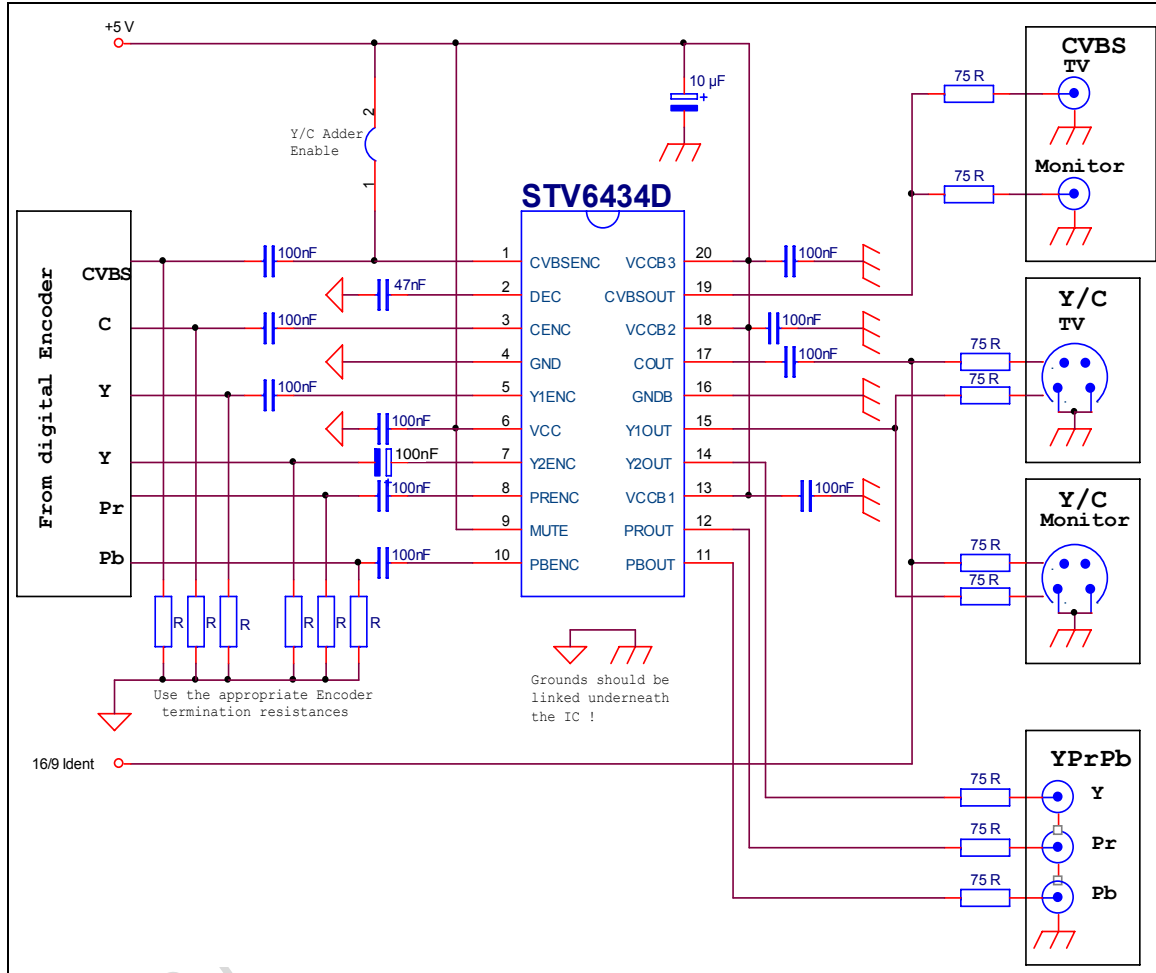 +5 V
Y/C Adder
Enable
2
1
10 µF
+
STV6434D
From digital Encoder
CVBS
C
Y
Y
Pr
Pb
100nF
47nF
100nF
100nF
100nF
100nF
100nF
100nF
1 CVBSENC
2 DEC
3 CENC
4 GND
5 Y1ENC
6 VCC
7 Y2ENC
8 PRENC
9 MUTE
10 PBENC
VCCB3 20
CVBSOUT 19
VCCB2 18
COUT 17
GNDB 16
Y1OUT 15
Y2OUT 14
VCCB1 13
PROUT 12
PBOUT 11
100nF
100nF
100nF
100nF
R
R
R
R
R
R
Use the appropriate Encoder
termination resistances
Grounds should be
linked underneath
the IC !
16/9 Ident
75 R
75 R
75 R
75 R
75 R
75 R
75 R
75 R
75 R
CVBS
TV
Monitor
Y/C
TV
Y/C
Monitor
YPrPb
Y
Pr
Pb